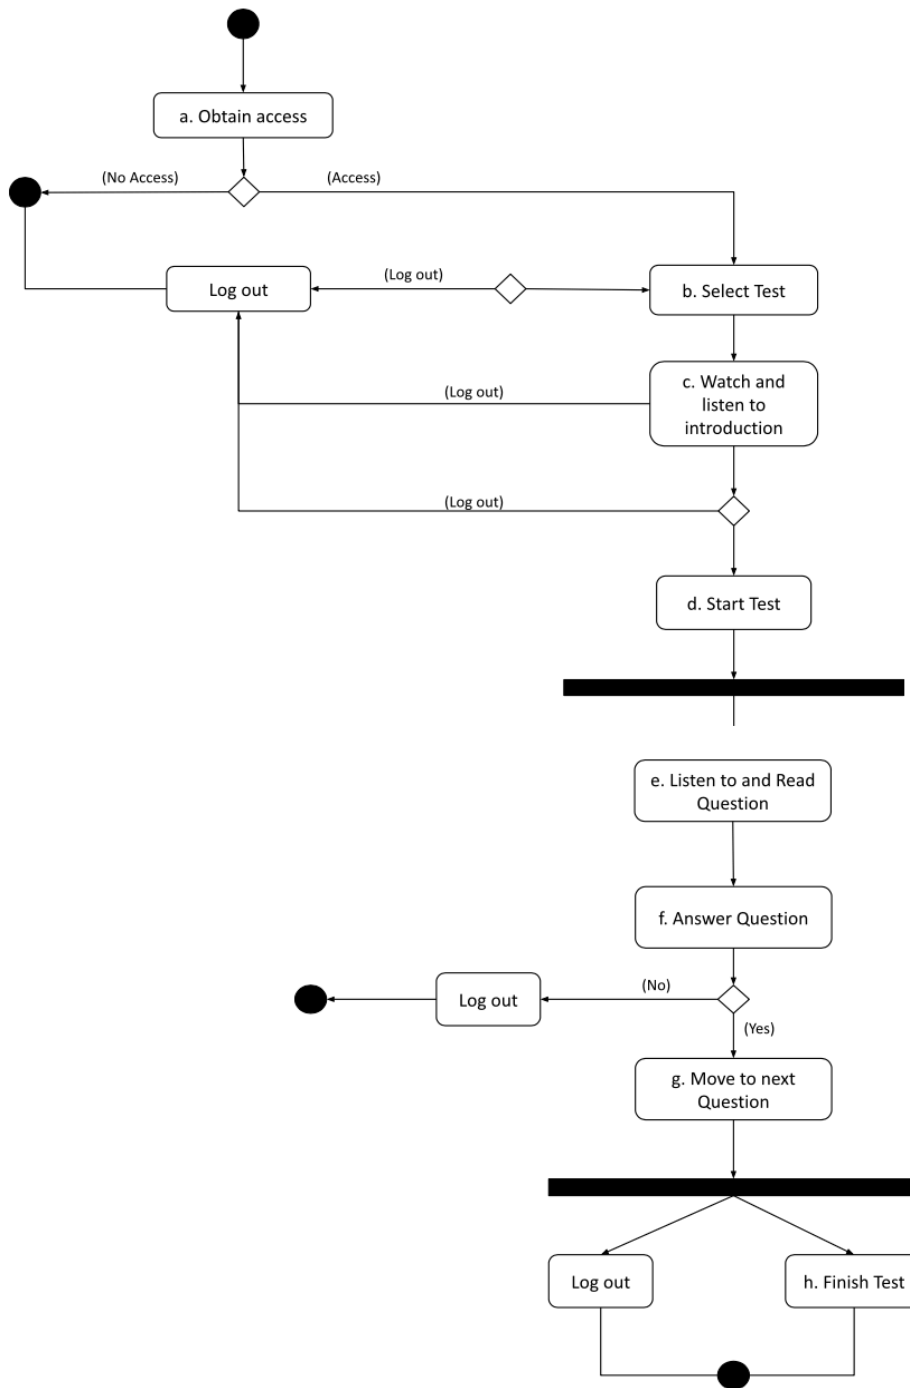 a. Obtain access
(No Access)
(Access)
Log out
(Log out)
b. Select Test
c. Watch and
listen to
introduction
(Log out)
(Log out)
d. Start Test
e. Listen to and Read
Question
f. Answer Question
Log out
(No)
(Yes)
g. Move to next
Question
Log out
h. Finish Test